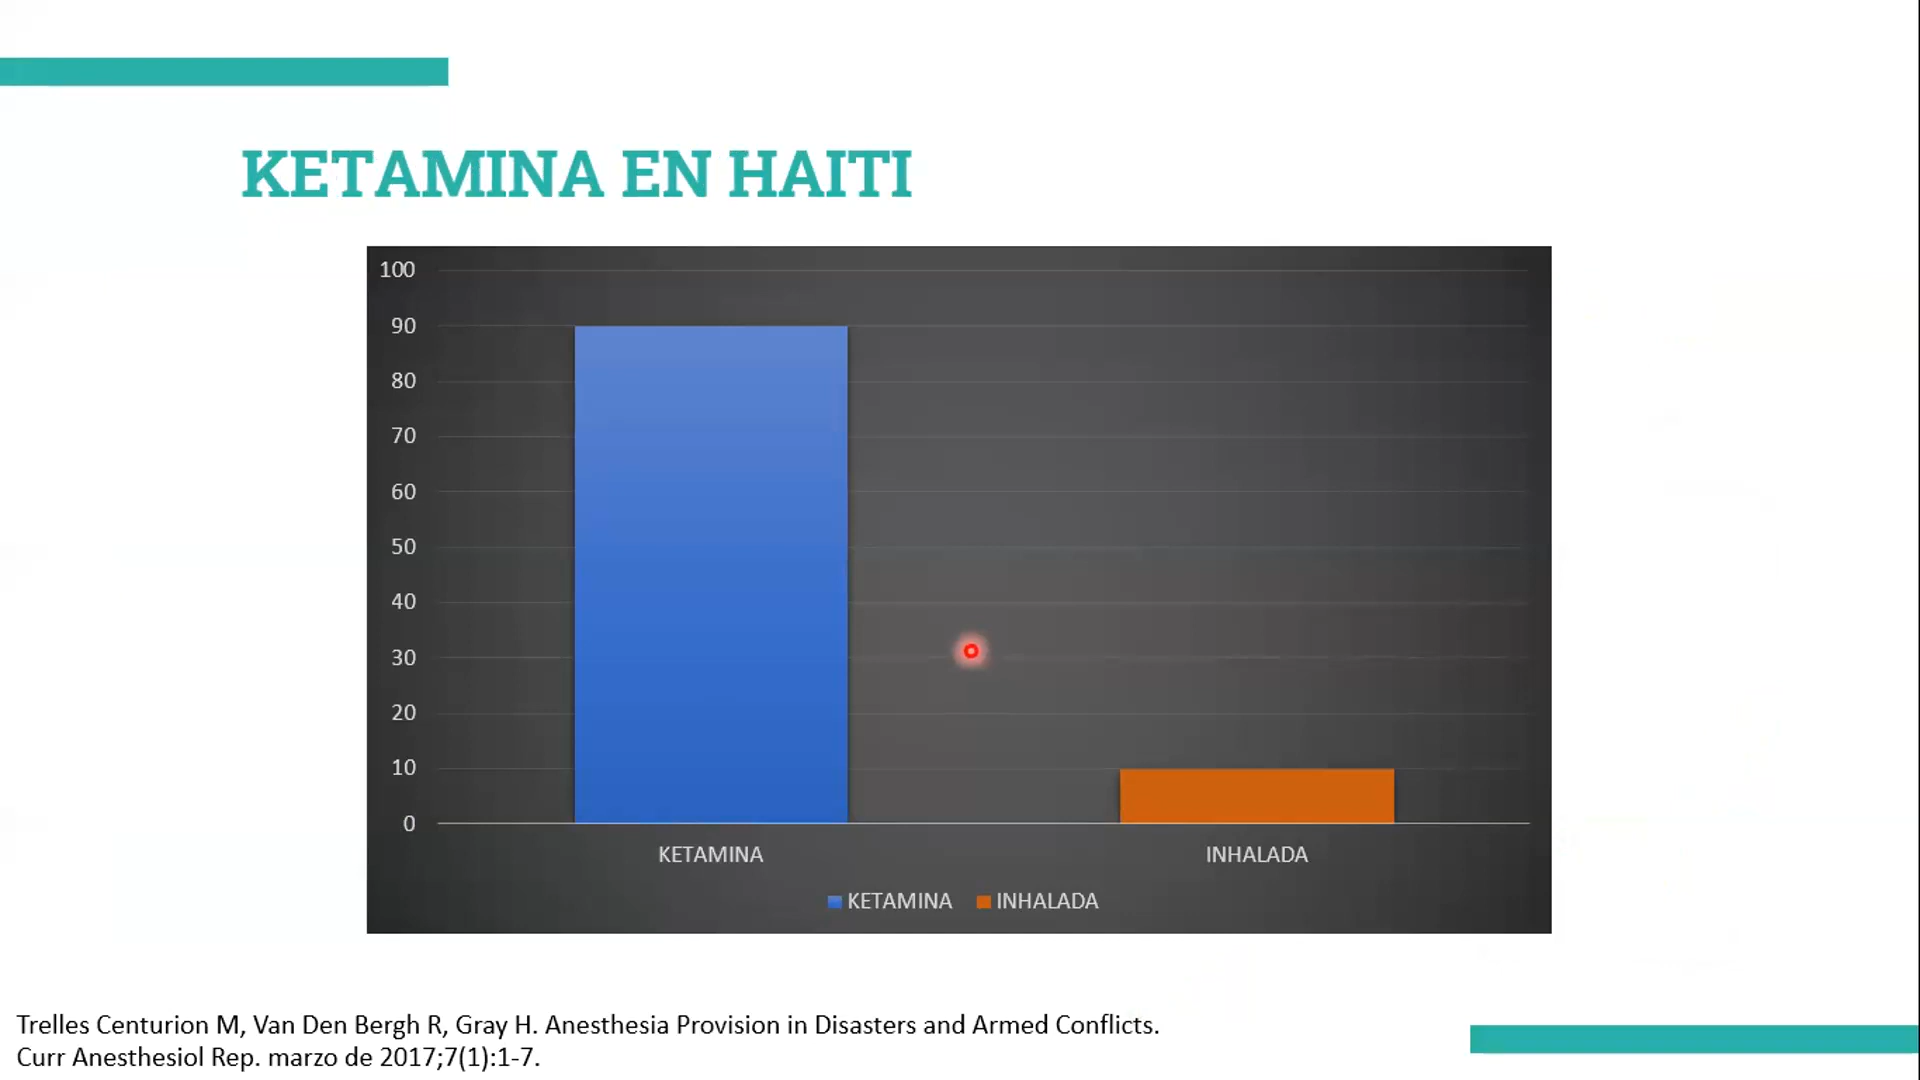 KETAMINA EN HAITI
100
90
80
70
60
50
40
30
20
10
0
KETAMINA
INHALADA
KETAMINA
INHALADA
Trelles Centurion M, Van Den Bergh R, Gray H. Anesthesia Provision in Disasters and Armed Conflicts.
Curr Anesthesiol Rep. marzo de 2017;7(1):1-7.